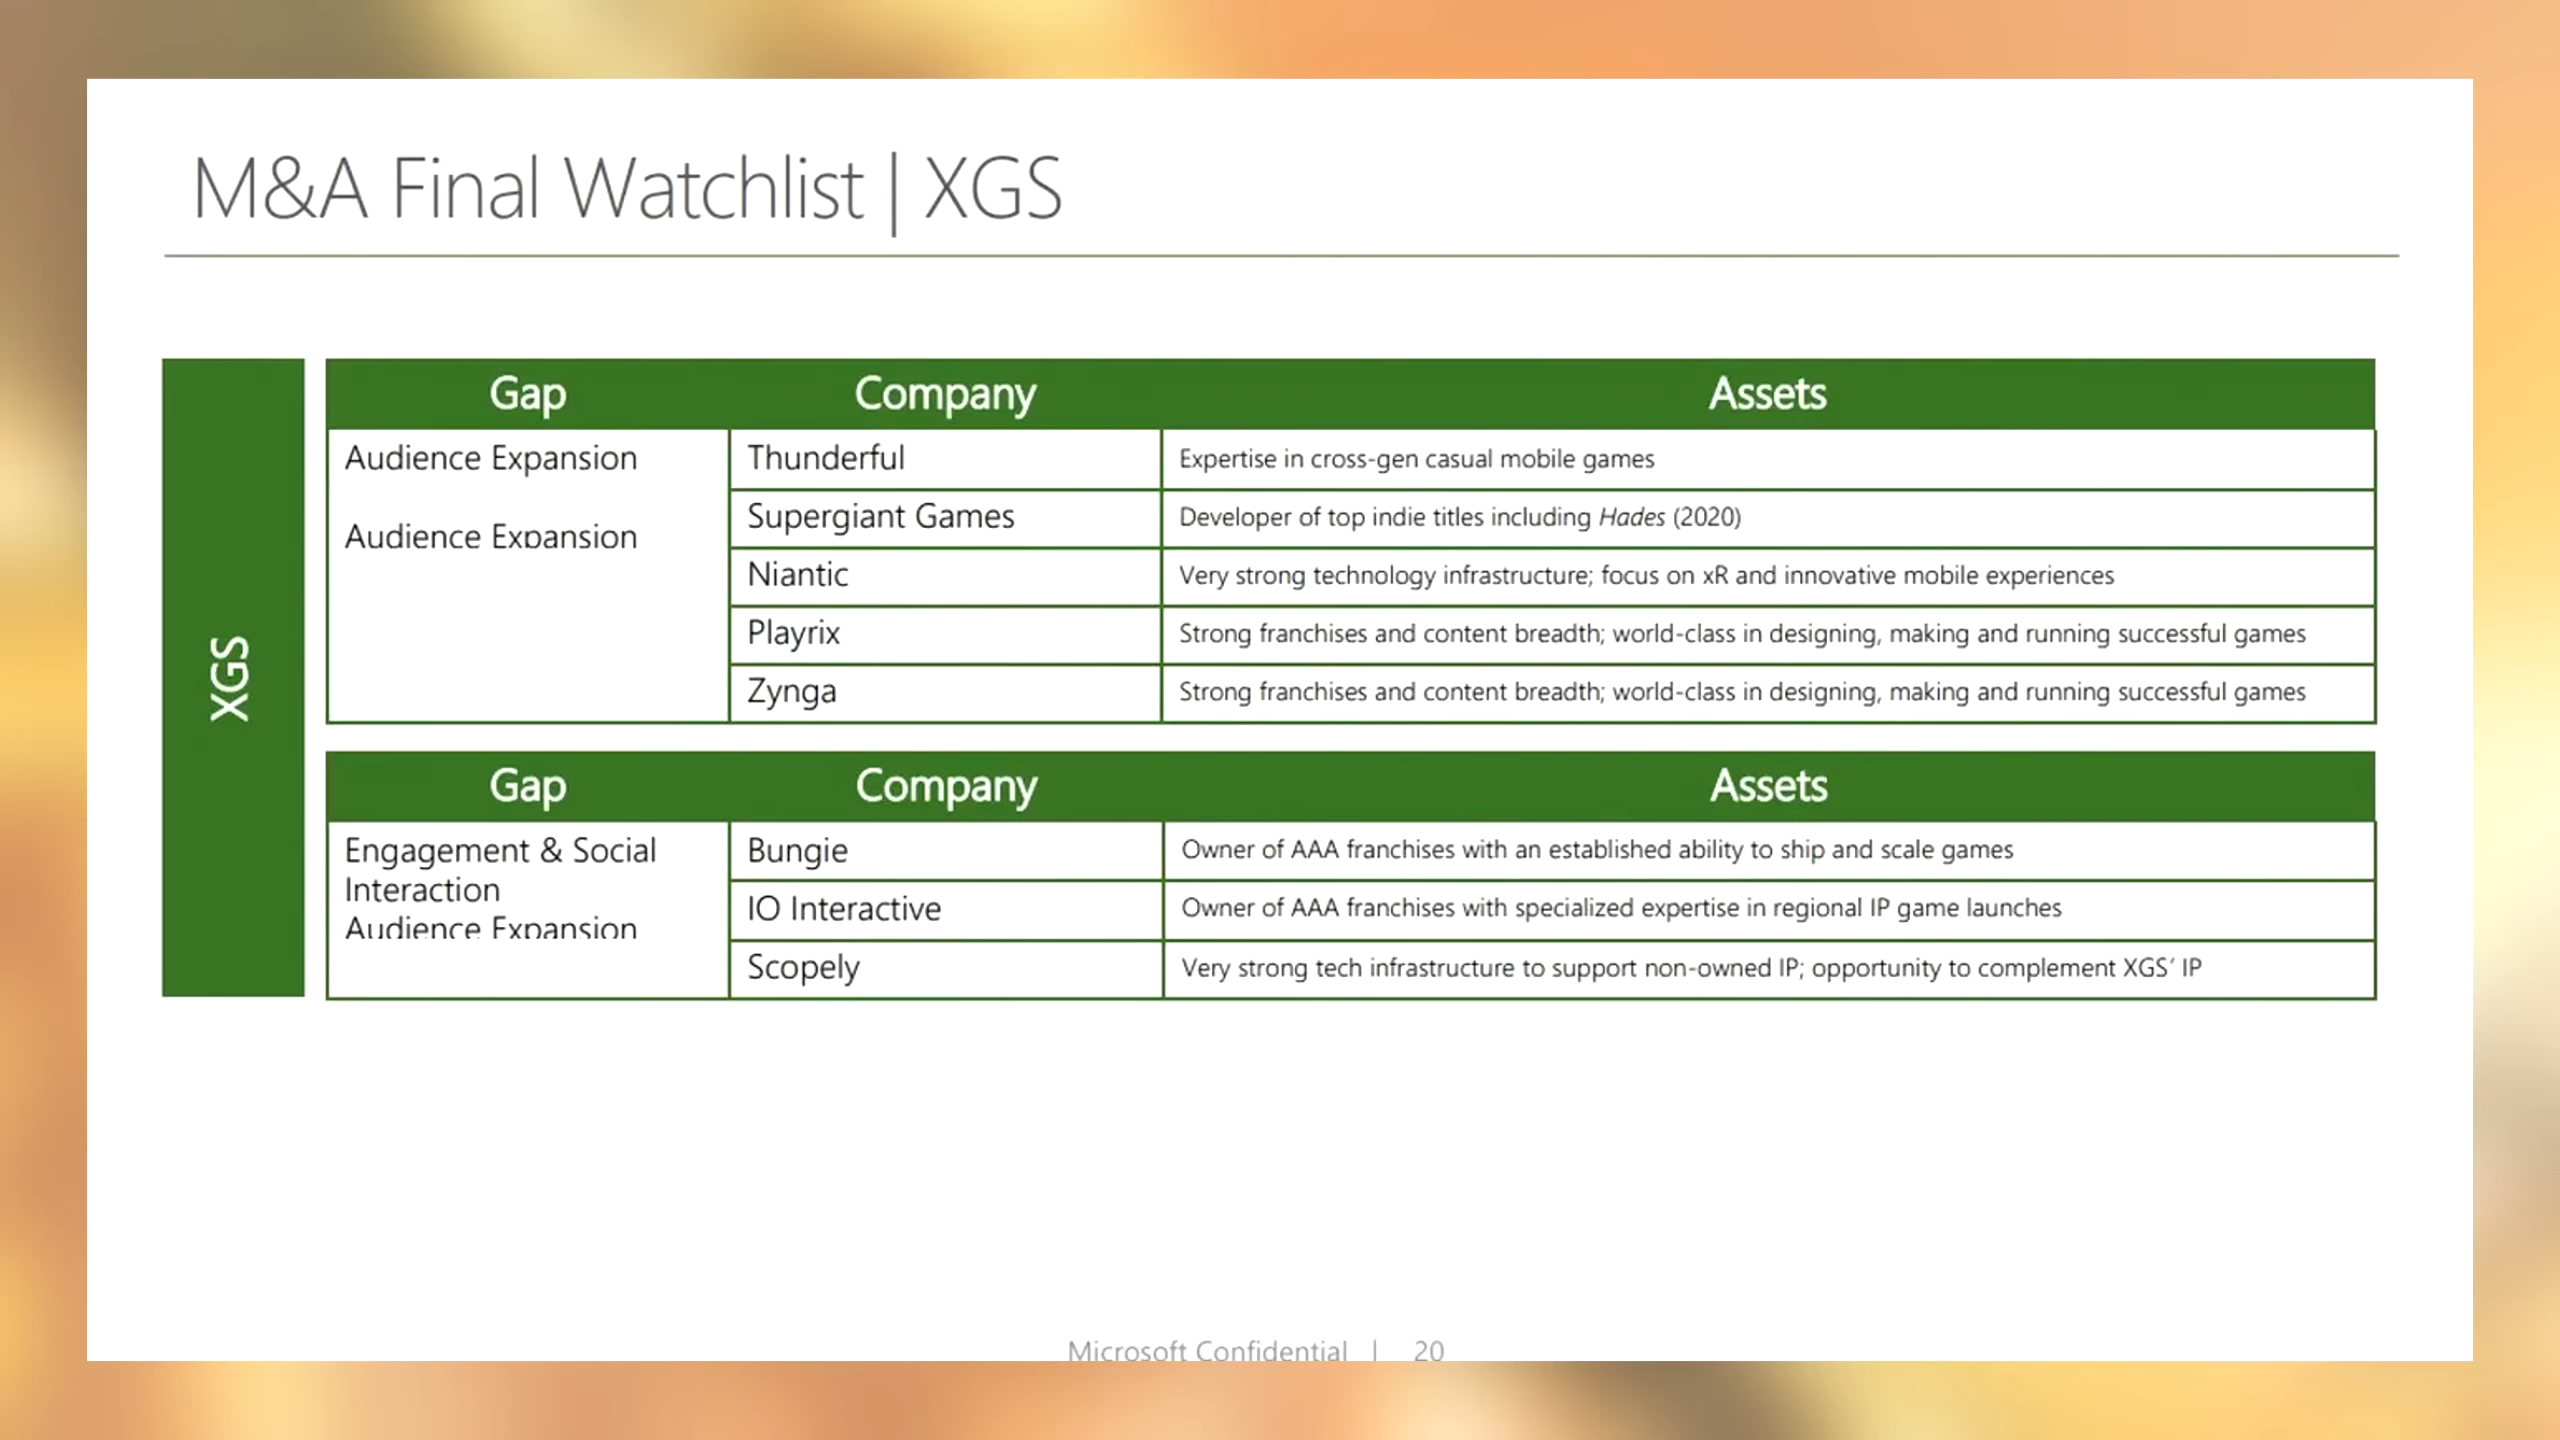 M&A Final Watchlist | XGS
XGS
Gap Company Assets
Audience Expansion
Audience Expansion
Thunderful Expertise in cross-gen casual mobile games
Supergiant Games Developer of top indie titles including Hades (2020)
Niantic Very strong technology infrastructure; focus on xR and innovative mobile experiences
Playrix Strong franchises and content breadth; world-class in designing, making and running successful games
Zynga Strong franchises and content breadth; world-class in designing, making and running successful games
Gap Company Assets
Engagement & Social
Interaction
Audience Expansion
Bungie Owner of AAA franchises with an established ability to ship and scale games
IO Interactive Owner of AAA franchises with specialized expertise in regional IP game launches
Scopely Very strong tech infrastructure to support non-owned IP; opportunity to complement XGS’ IP
Microsoft Confidential | 20